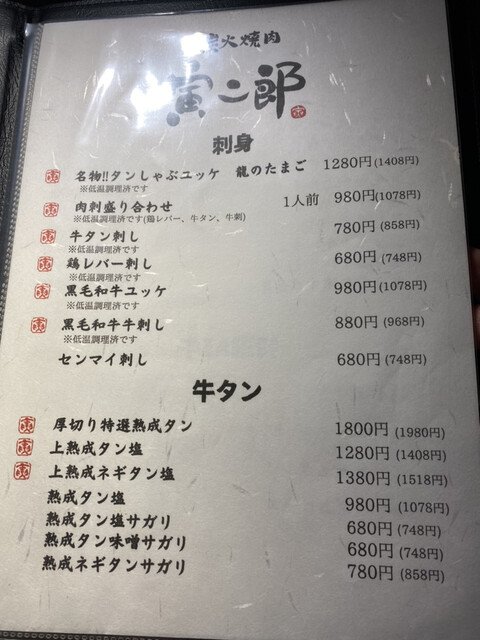 炭火焼肉
寅二郎
刺身
名物!!タンしゃぶユッケ 龍のたまご 1280円(1408円)
※低温調理済です
肉刺盛り合わせ 1人前 980円(1078円)
※低温調理済です(鶏レバー、牛タン、牛刺)
牛タン刺し 780円(858円)
※低温調理済です
鶏レバー刺し 680円(748円)
※低温調理済です
黒毛和牛ユッケ 980円(1078円)
※低温調理済です
黒毛和牛牛刺し 880円(968円)
※低温調理済です
センマイ刺し 680円(748円)
牛タン
厚切り特選熟成タン 1800円(1980円)
上熟成タン塩 1280円(1408円)
上熟成ネギタン塩 1380円(1518円)
熟成タン塩 980円(1078円)
熟成タン塩サガリ 680円(748円)
熟成タン味噌サガリ 680円(748円)
熟成ネギタンサガリ 780円(858円)